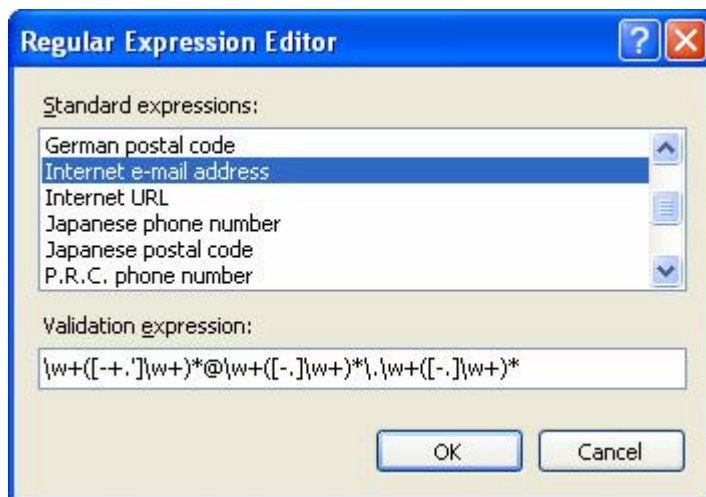 Regular Expression Editor
Standard expressions:
German postal code
Internet e-mail address
Internet URL
Japanese phone number
Japanese postal code
P.R.C. phone number
Validation expression:
\w+([-+.']\w+)*@\w+([-.]\w+)*\.\w+([-.]\w+)*
OK Cancel